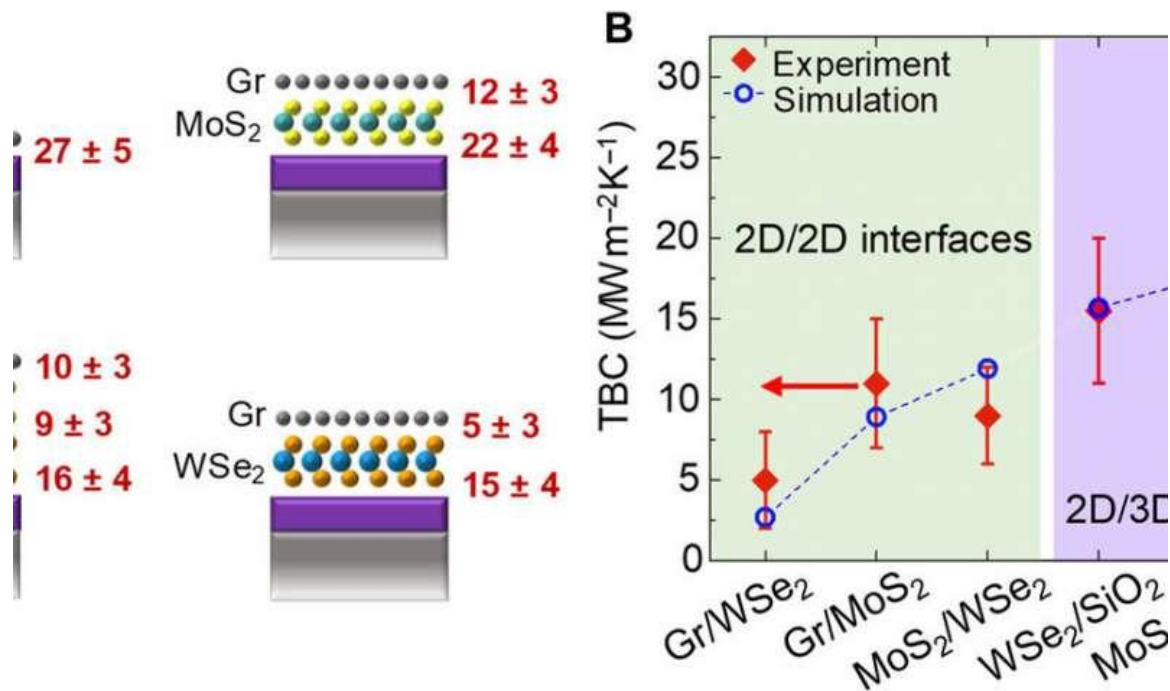 Gr
MoS₂
12 ± 3
22 ± 4
27 ± 5
10 ± 3
9 ± 3
16 ± 4
Gr
WSe₂
5 ± 3
15 ± 4
B
Experiment
Simulation
2D/2D interfaces
2D/3D
TBC (MWm⁻²K⁻¹)
30
25
20
15
10
5
0
Gr/WSe₂
Gr/MoS₂
MoS₂/WSe₂
WSe₂/SiO₂
MoS